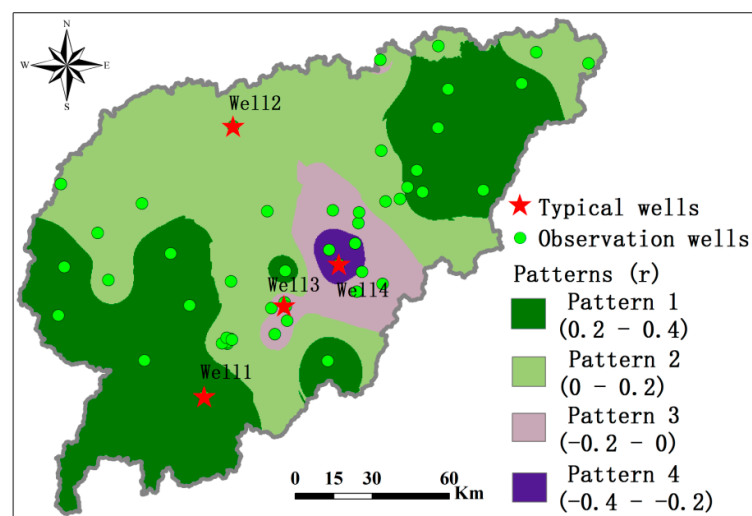 N
W E
S
Well2
Well3
Well4
Well1
Typical wells
Observation wells
Patterns (r)
Pattern 1
(0.2 - 0.4)
Pattern 2
(0 - 0.2)
Pattern 3
(-0.2 - 0)
Pattern 4
(-0.4 - -0.2)
0 15 30 60
Km